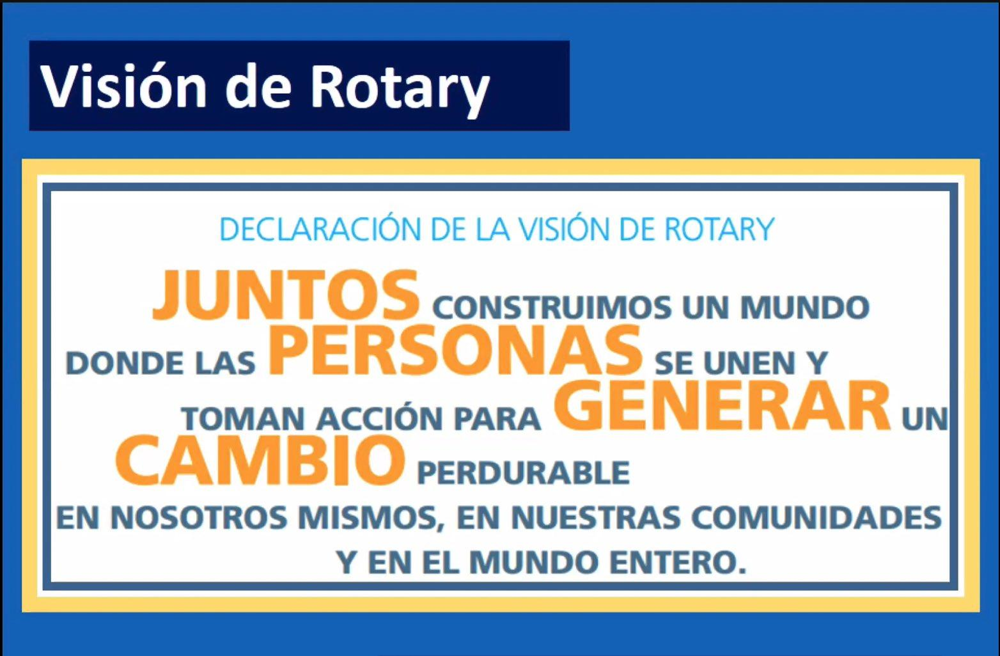 Visión de Rotary
DECLARACIÓN DE LA VISIÓN DE ROTARY
JUNTOS CONSTRUIMOS UN MUNDO
DONDE LAS PERSONAS SE UNEN Y
TOMAN ACCIÓN PARA GENERAR UN
CAMBIO PERDURABLE
EN NOSOTROS MISMOS, EN NUESTRAS COMUNIDADES
Y EN EL MUNDO ENTERO.